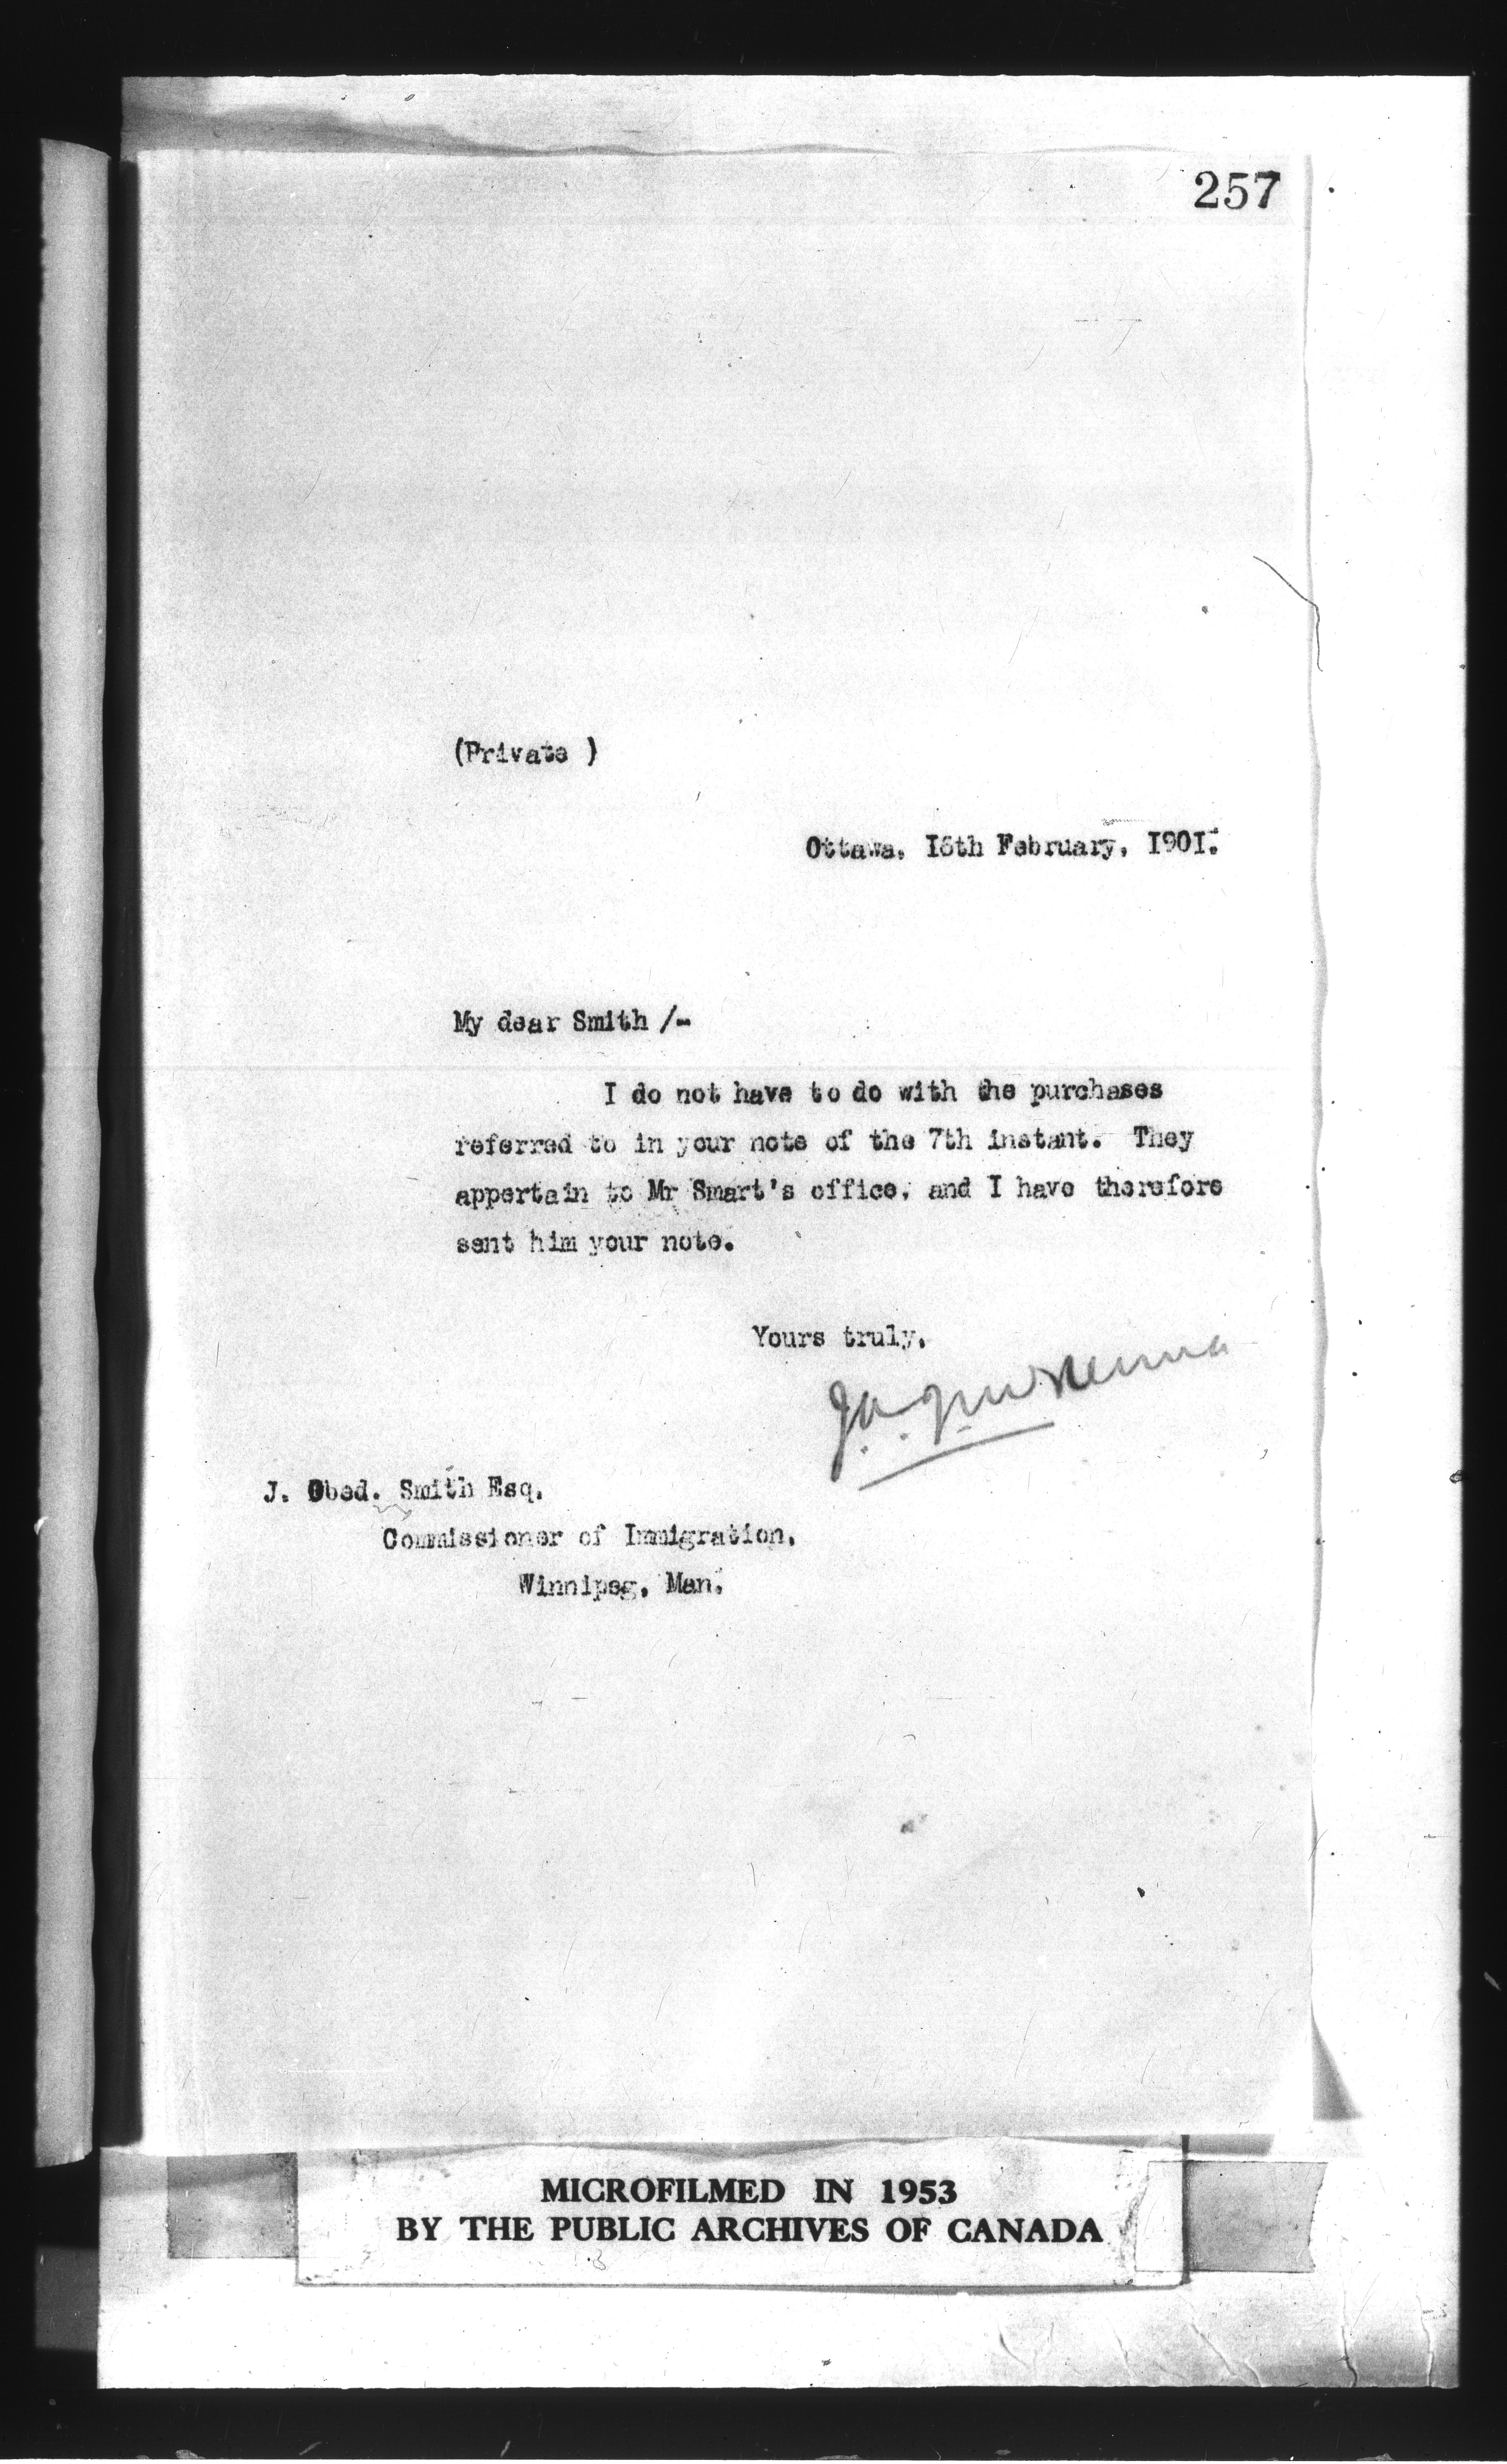 257
(Private )
Ottawa, 16th February, 1901.
My dear Smith /-
I do not have to do with the purchases
referred to in your note of the 7th instant. They
appertain to Mr Smart's office, and I have therefore
sent him your note.
Yours truly,
J. Obed. Smith Esq.
Commissioner of Immigration,
Winnipeg, Man.
MICROFILMED IN 1953
BY THE PUBLIC ARCHIVES OF CANADA